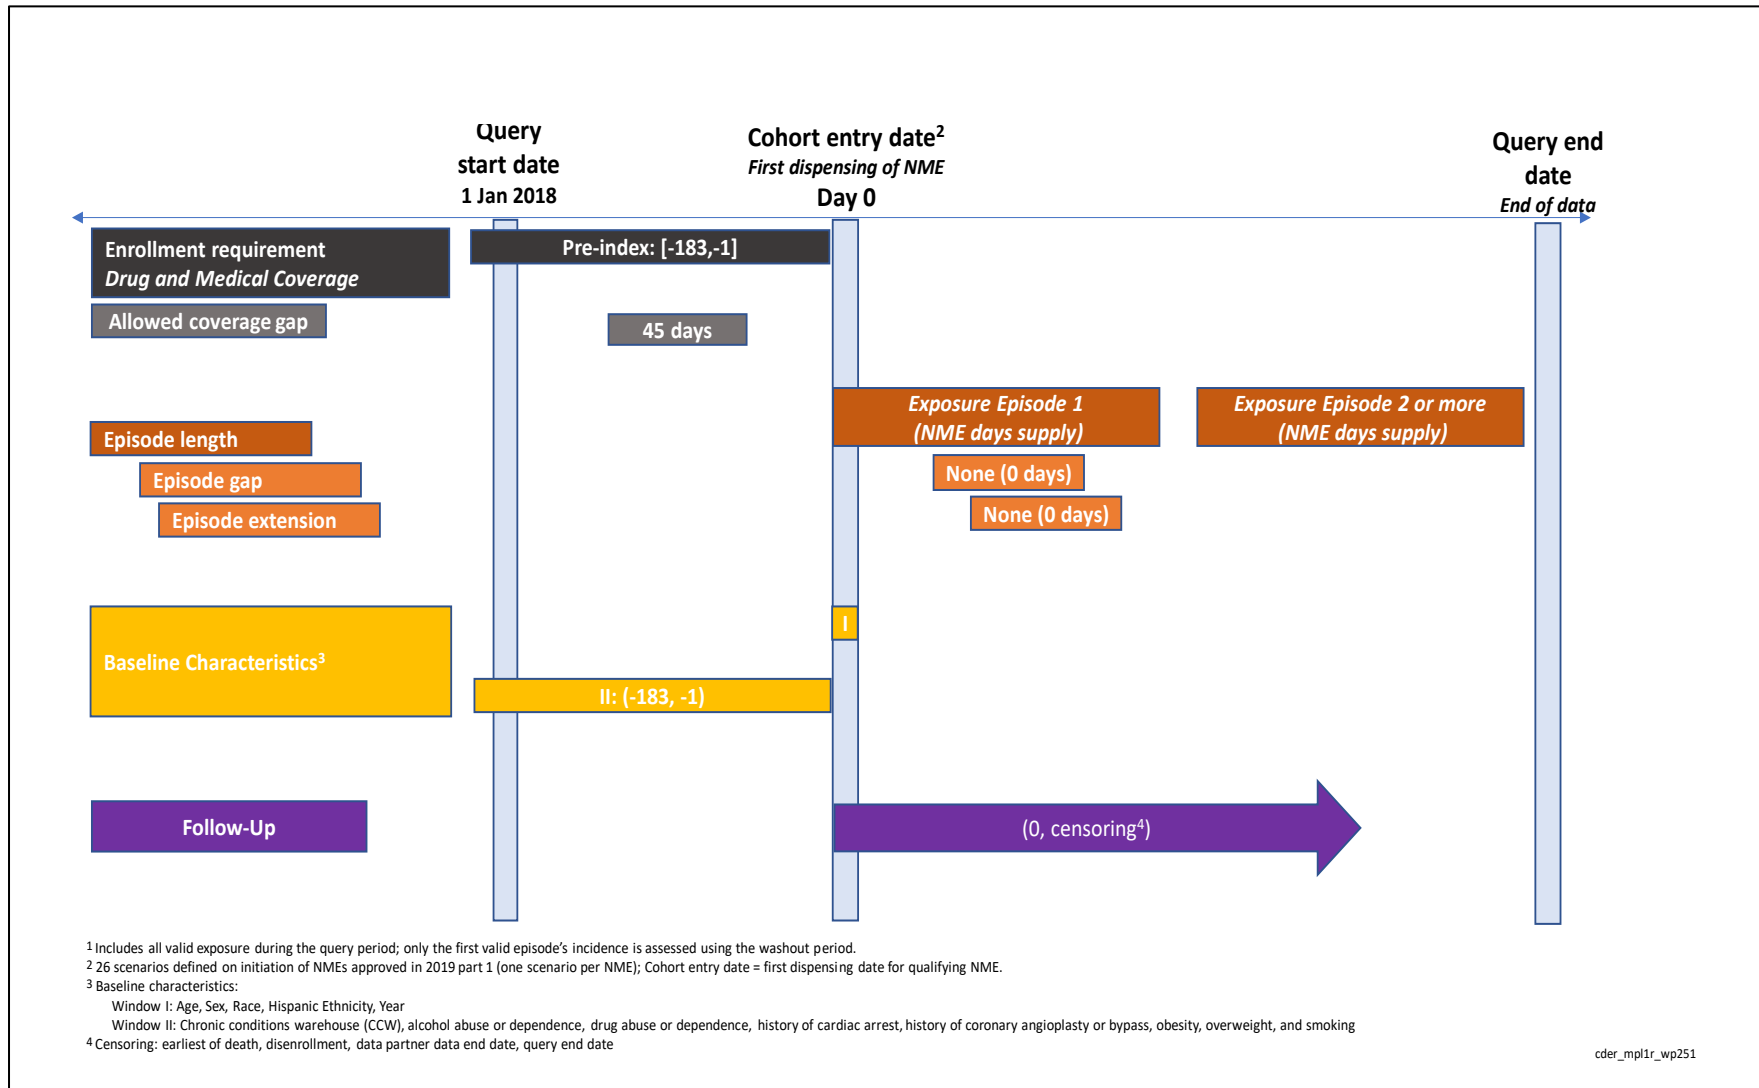 Query
start date
1 Jan 2018
Cohort entry date2
First dispensing of NME
Day 0
Query end
date
End of data
Enrollment requirement
Drug and Medical Coverage
Pre-index: [-183,-1]
Allowed coverage gap
45 days
Exposure Episode 1
(NME days supply)
Exposure Episode 2 or more
(NME days supply)
Episode length
Episode gap
None (0 days)
Episode extension
None (0 days)
Baseline Characteristics3
I
II: (-183, -1)
Follow-Up
(0, censoring4)
1 Includes all valid exposure during the query period; only the first valid episode's incidence is assessed using the washout period.
2 26 scenarios defined on initiation of NMEs approved in 2019 part 1 (one scenario per NME); Cohort entry date = first dispensing date for qualifying NME.
3 Baseline characteristics:
Window I: Age, Sex, Race, Hispanic Ethnicity, Year
Window II: Chronic conditions warehouse (CCW), alcohol abuse or dependence, drug abuse or dependence, history of cardiac arrest, history of coronary angioplasty or bypass, obesity, overweight, and smoking
4 Censoring: earliest of death, disenrollment, data partner data end date, query end date
cder_mpl1r_wp251